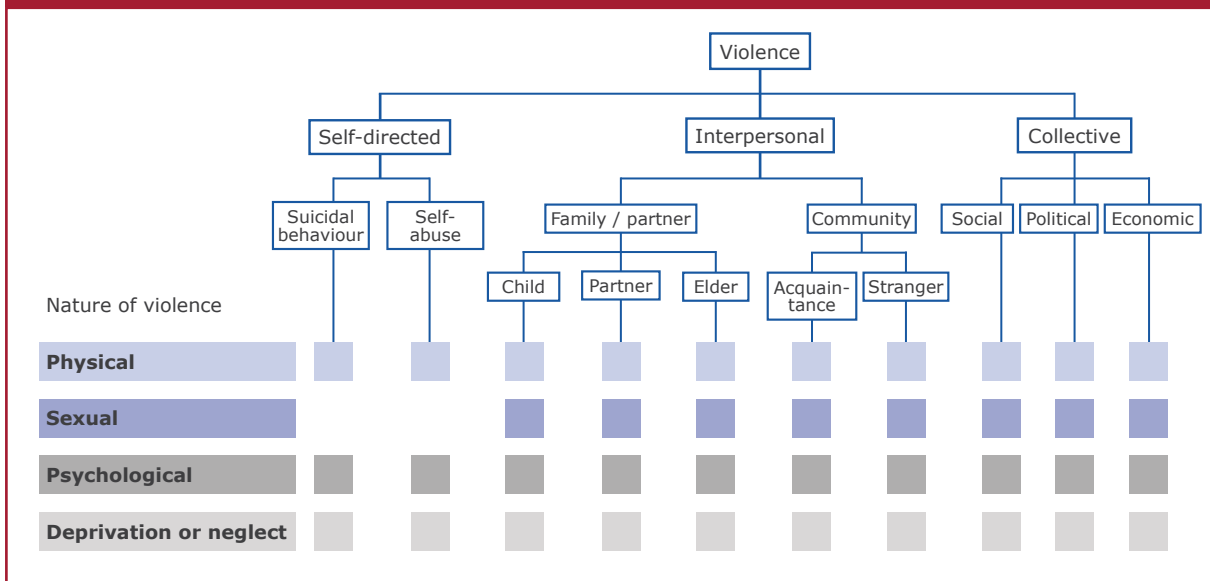 Violence
Self-directed
Interpersonal
Collective
Suicidal
behaviour
Self-
abuse
Family / partner
Community
Social
Political
Economic
Child
Partner
Elder
Acquain-
tance
Stranger
Nature of violence
Physical
Sexual
Psychological
Deprivation or neglect